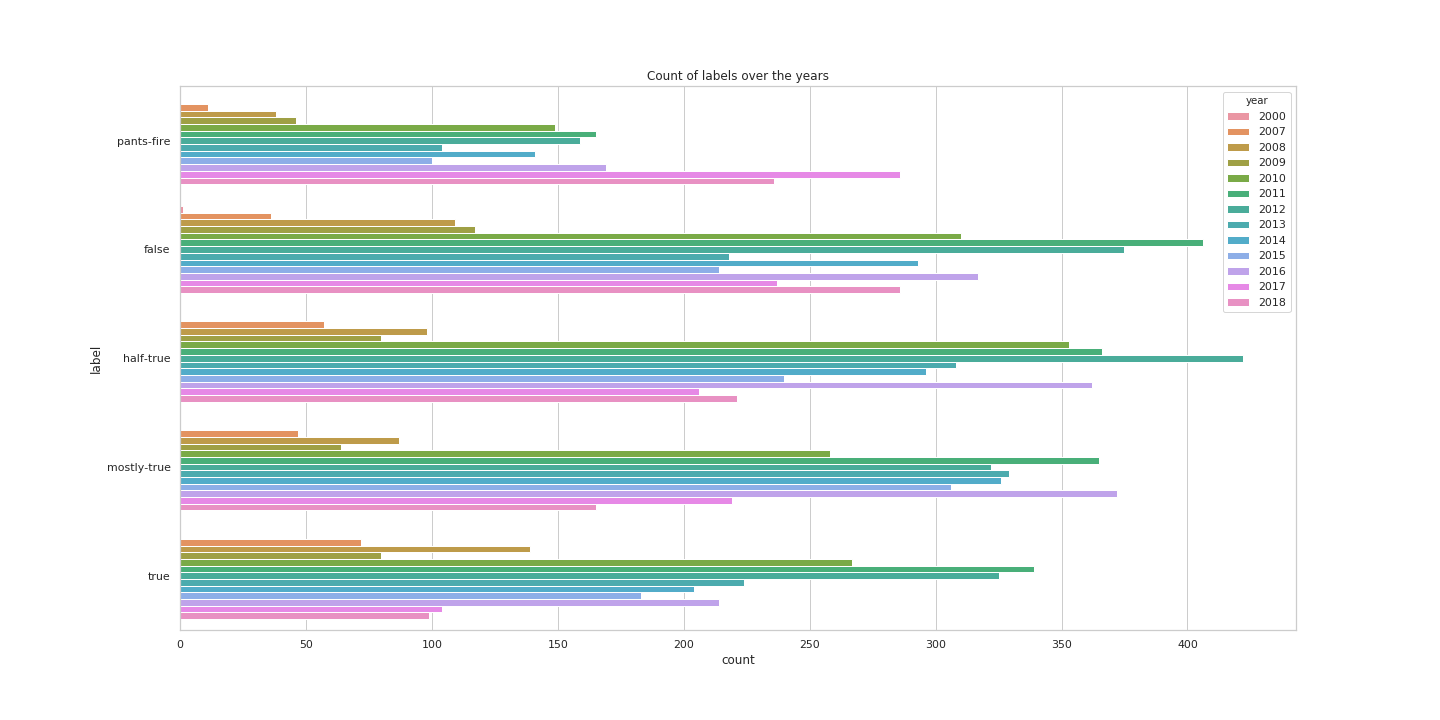 Count of labels over the years
year
2000
2007
2008
2009
2010
2011
2012
2013
2014
2015
2016
2017
2018
label
pants-fire
false
half-true
mostly-true
true
0 50 100 150 200 250 300 350 400
count